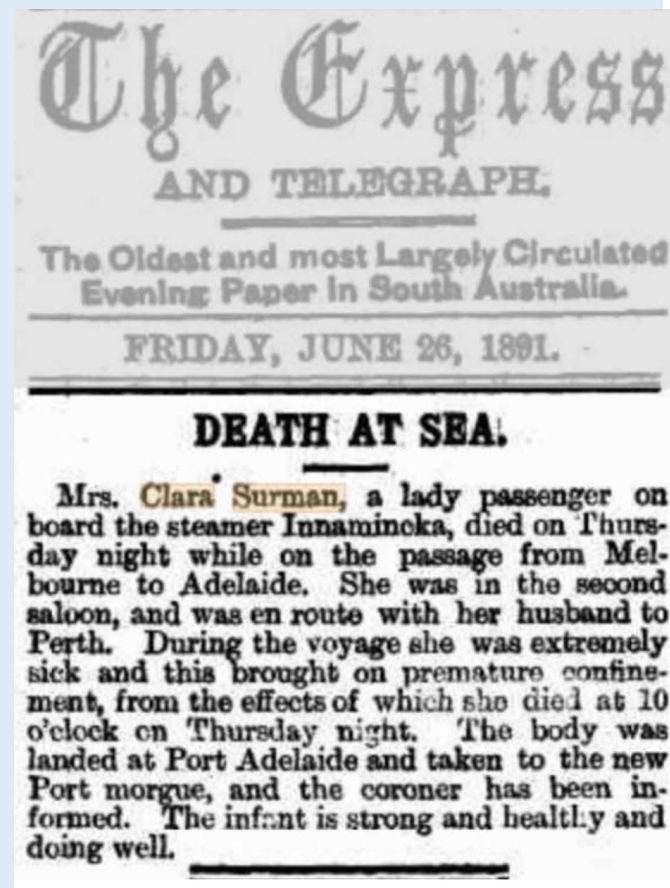 The Express
AND TELEGRAPH.
The Oldest and most Largely Circulated
Evening Paper in South Australia.
FRIDAY, JUNE 26, 1891.
DEATH AT SEA.
Mrs. Clara Surman, a lady passenger on
board the steamer Innamincka, died on Thurs-
day night while on the passage from Mel-
bourne to Adelaide. She was in the second
saloon, and was en route with her husband to
Perth. During the voyage she was extremely
sick and this brought on premature confine-
ment, from the effects of which she died at 10
o'clock on Thursday night. The body was
landed at Port Adelaide and taken to the new
Port morgue, and the coroner has been in-
formed. The infant is strong and healthy and
doing well.